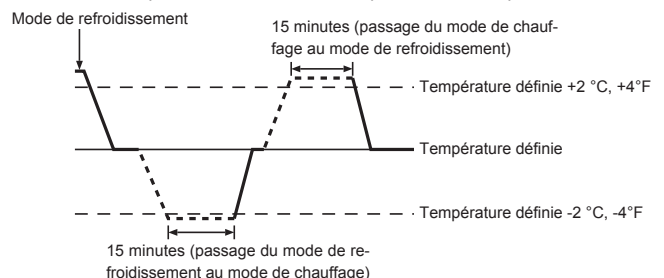 Mode de refroidissement
15 minutes (passage du mode de chauf-
fage au mode de refroidissement)
Température définie +2 °C, +4°F
Température définie
Température définie -2 °C, -4°F
15 minutes (passage du mode de re-
froidissement au mode de chauffage)